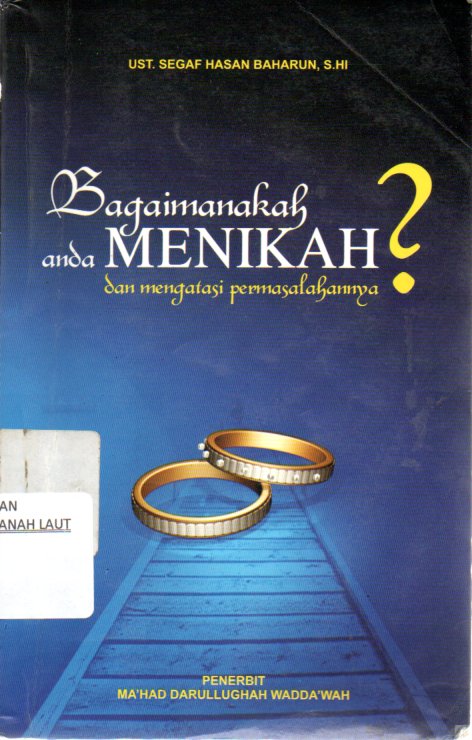 UST. SEGAF HASAN BAHARUN, S.HI
Bagaimanakah
anda MENIKAH?
dan mengatasi permasalahannya
AN
ANAH LAUT
PENERBIT
MA'HAD DARULLUGHAH WADDA'WAH